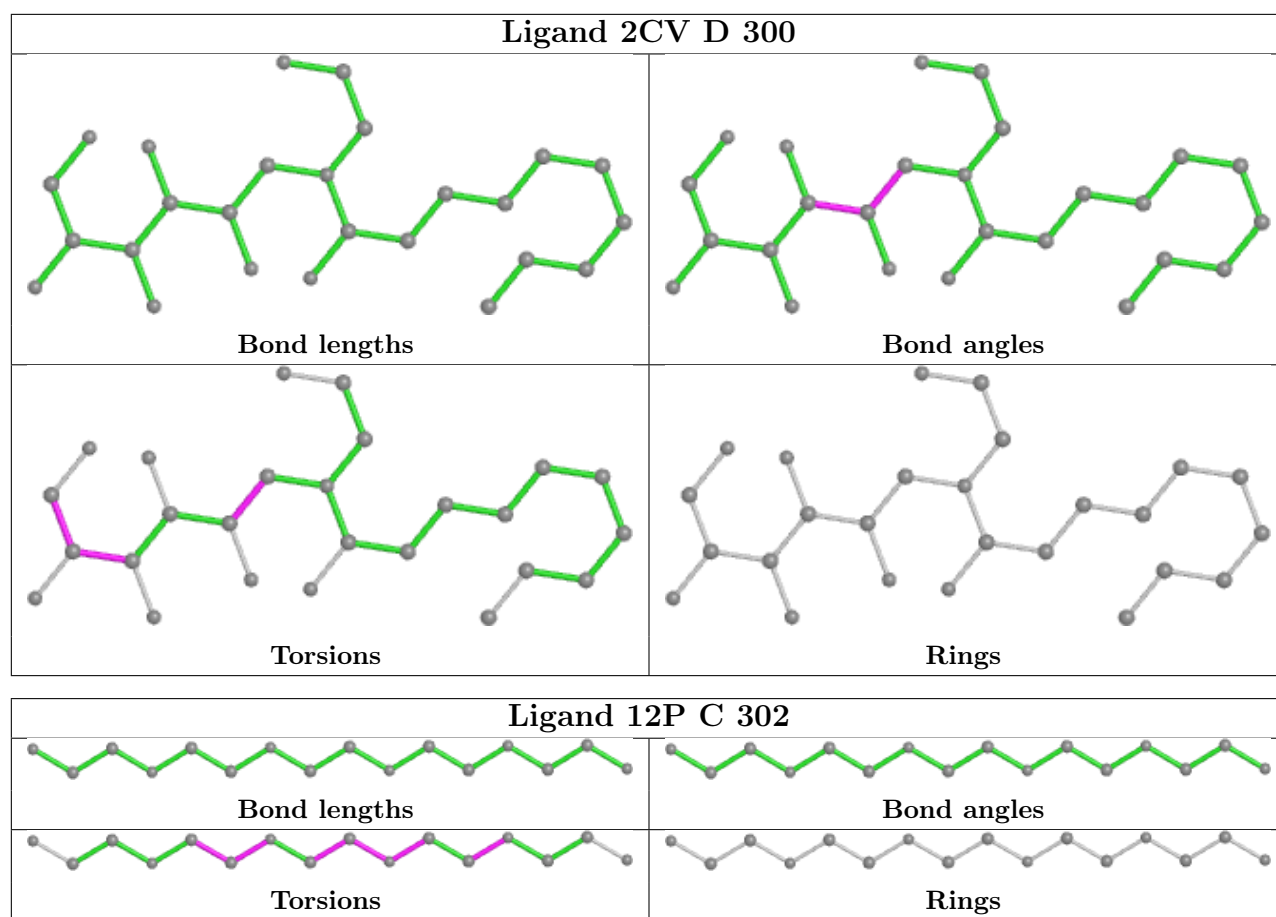 Ligand 2CV D 300
Bond lengths
Bond angles
Torsions
Rings
Ligand 12P C 302
Bond lengths
Bond angles
Torsions
Rings